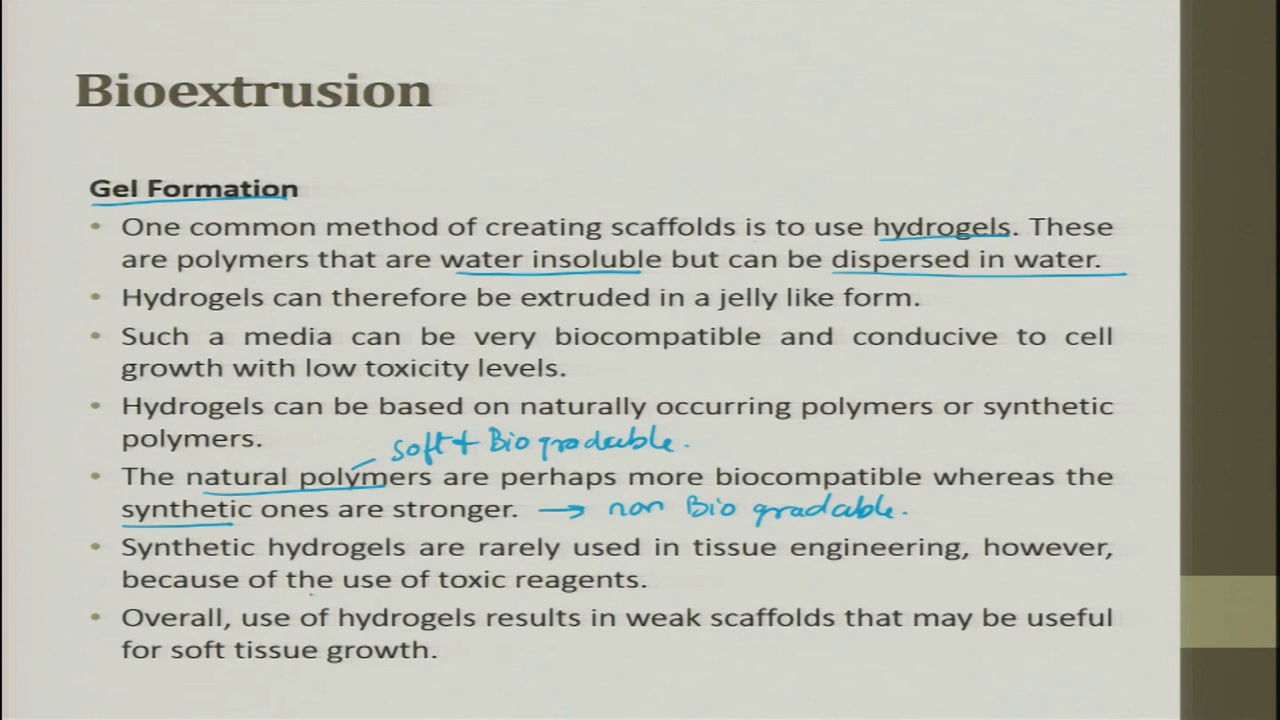 Bioextrusion
Gel Formation
• One common method of creating scaffolds is to use hydrogels. These
are polymers that are water insoluble but can be dispersed in water.
• Hydrogels can therefore be extruded in a jelly like form.
• Such a media can be very biocompatible and conducive to cell
growth with low toxicity levels.
• Hydrogels can be based on naturally occurring polymers or synthetic
polymers.
soft + Bio gradable.
• The natural polymers are perhaps more biocompatible whereas the
synthetic ones are stronger. → non Bio gradable.
• Synthetic hydrogels are rarely used in tissue engineering, however,
because of the use of toxic reagents.
• Overall, use of hydrogels results in weak scaffolds that may be useful
for soft tissue growth.